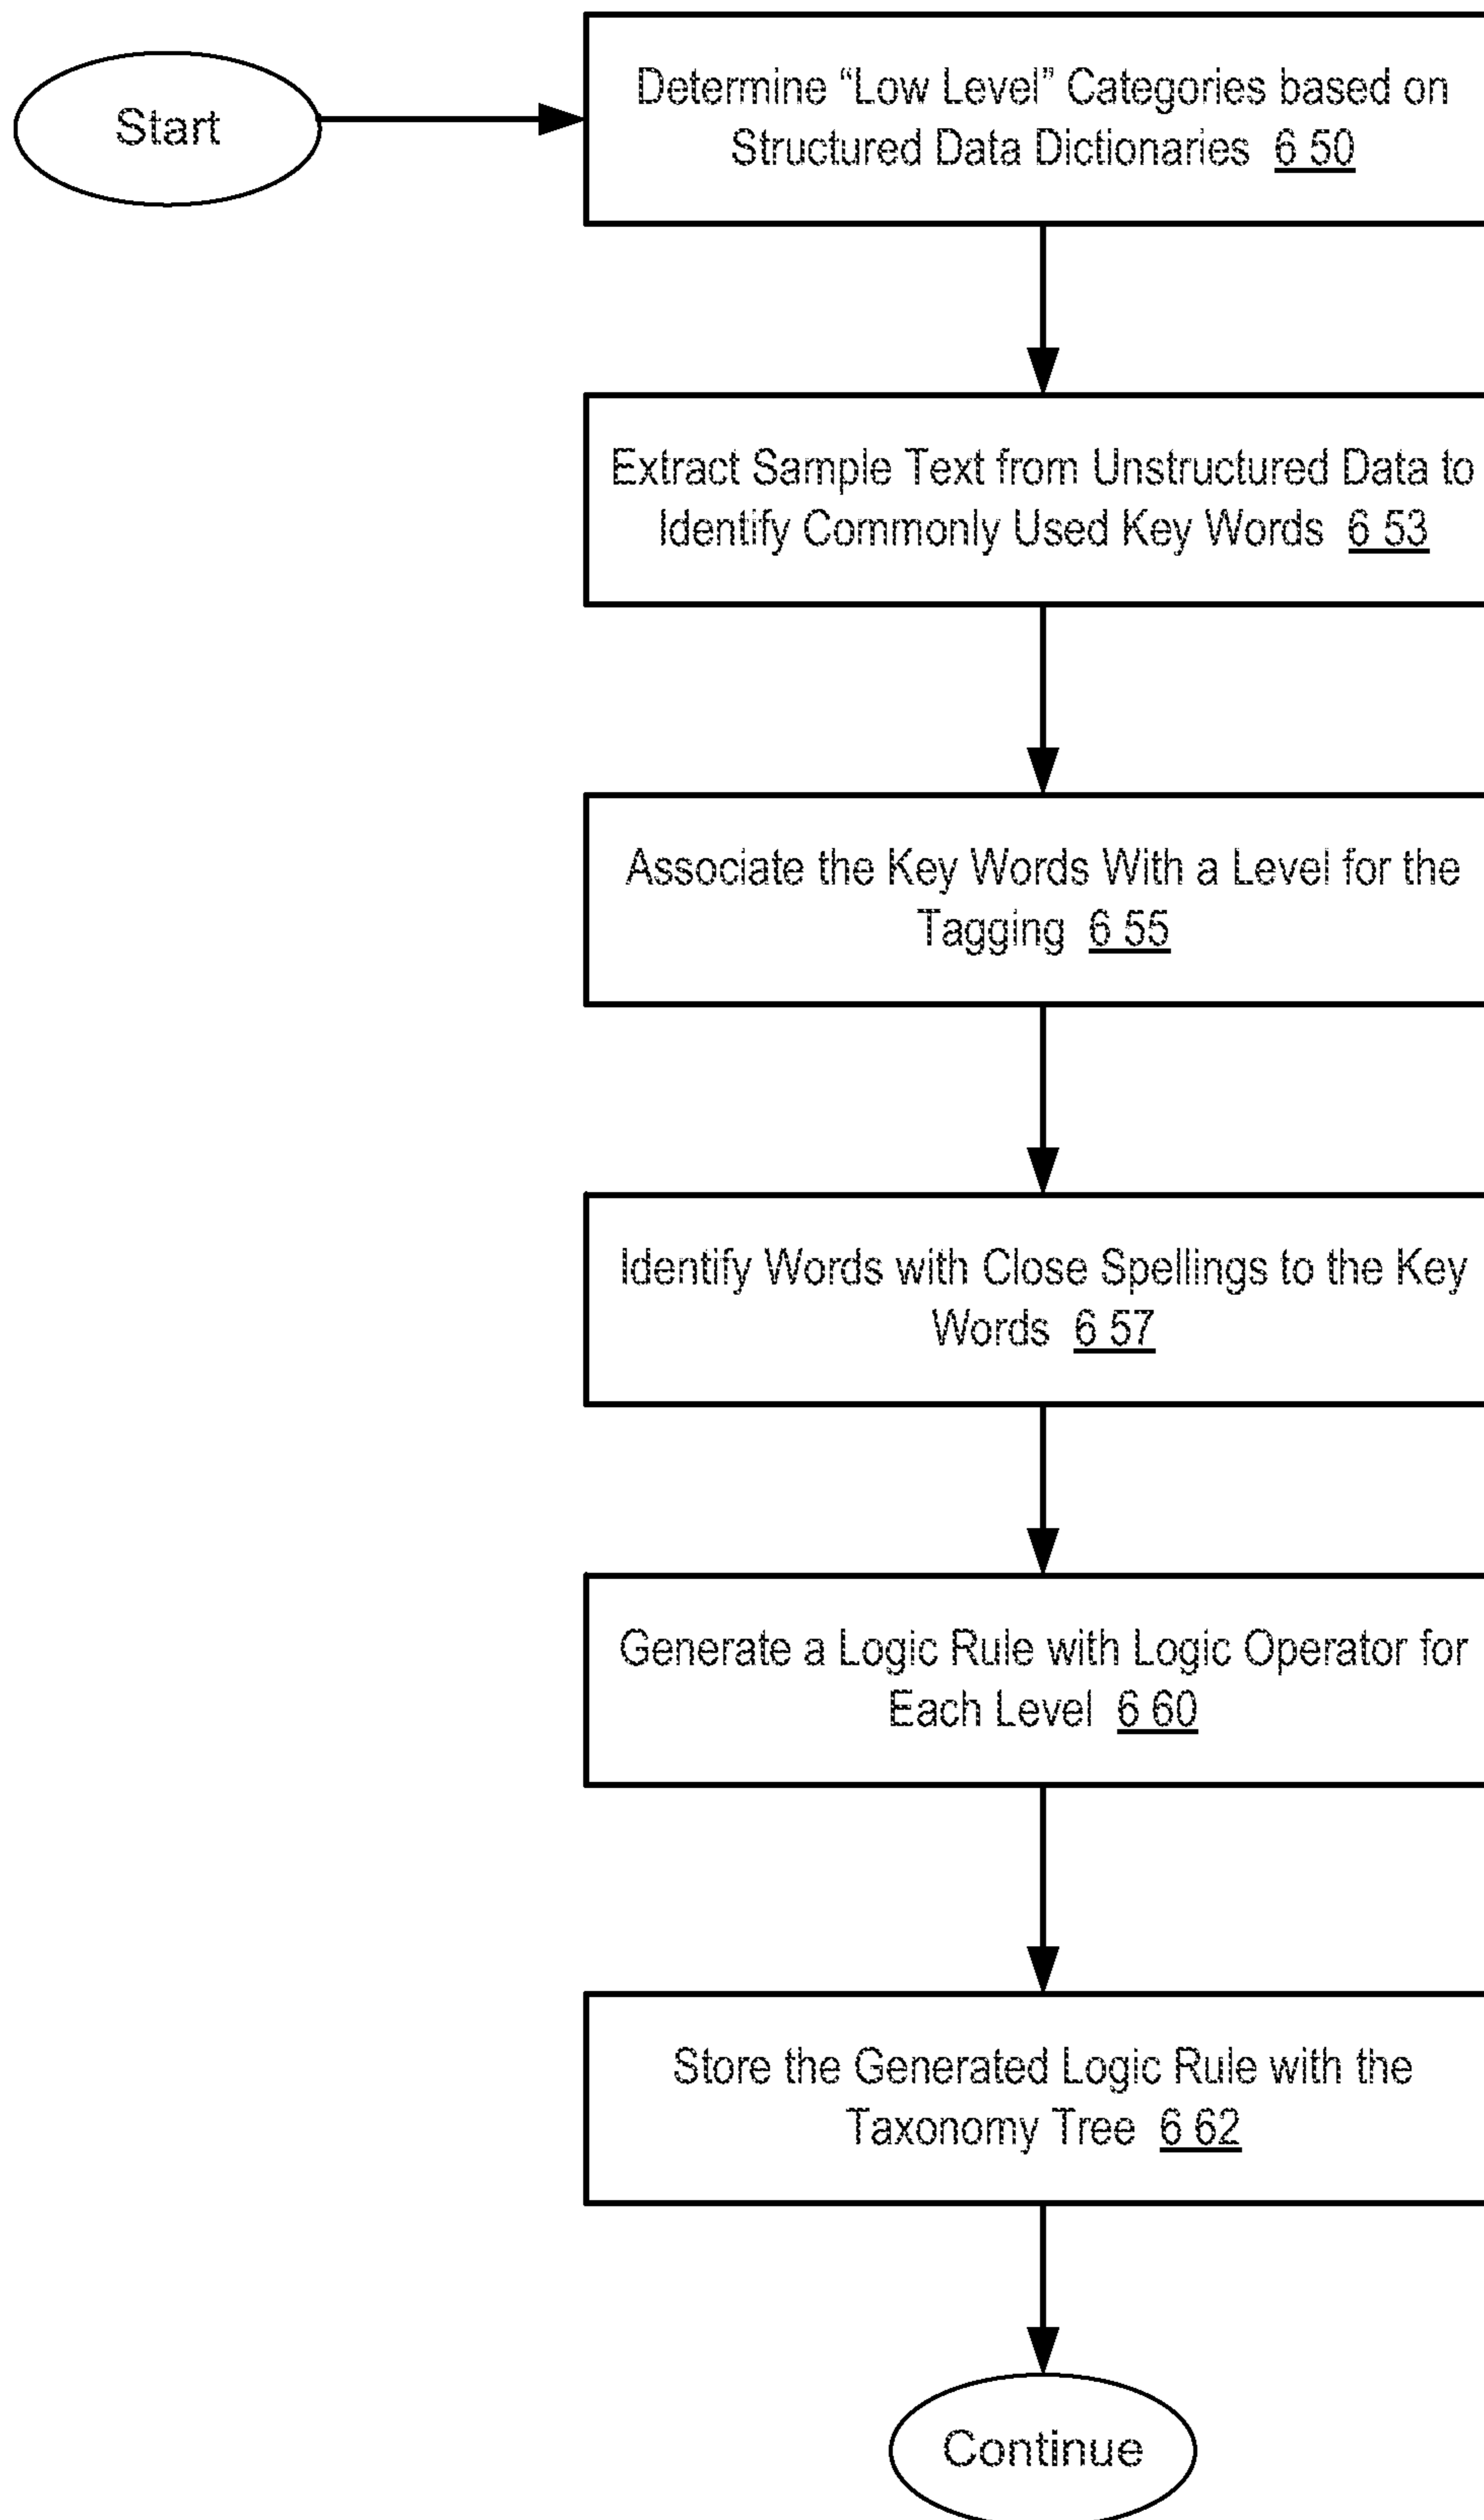 Start
Determine “Low Level” Categories based on
Structured Data Dictionaries 6 50
Extract Sample Text from Unstructured Data to
Identify Commonly Used Key Words 6 53
Associate the Key Words With a Level for the
Tagging 6 55
Identify Words with Close Spellings to the Key
Words 6 57
Generate a Logic Rule with Logic Operator for
Each Level 6 60
Store the Generated Logic Rule with the
Taxonomy Tree 6 62
Continue